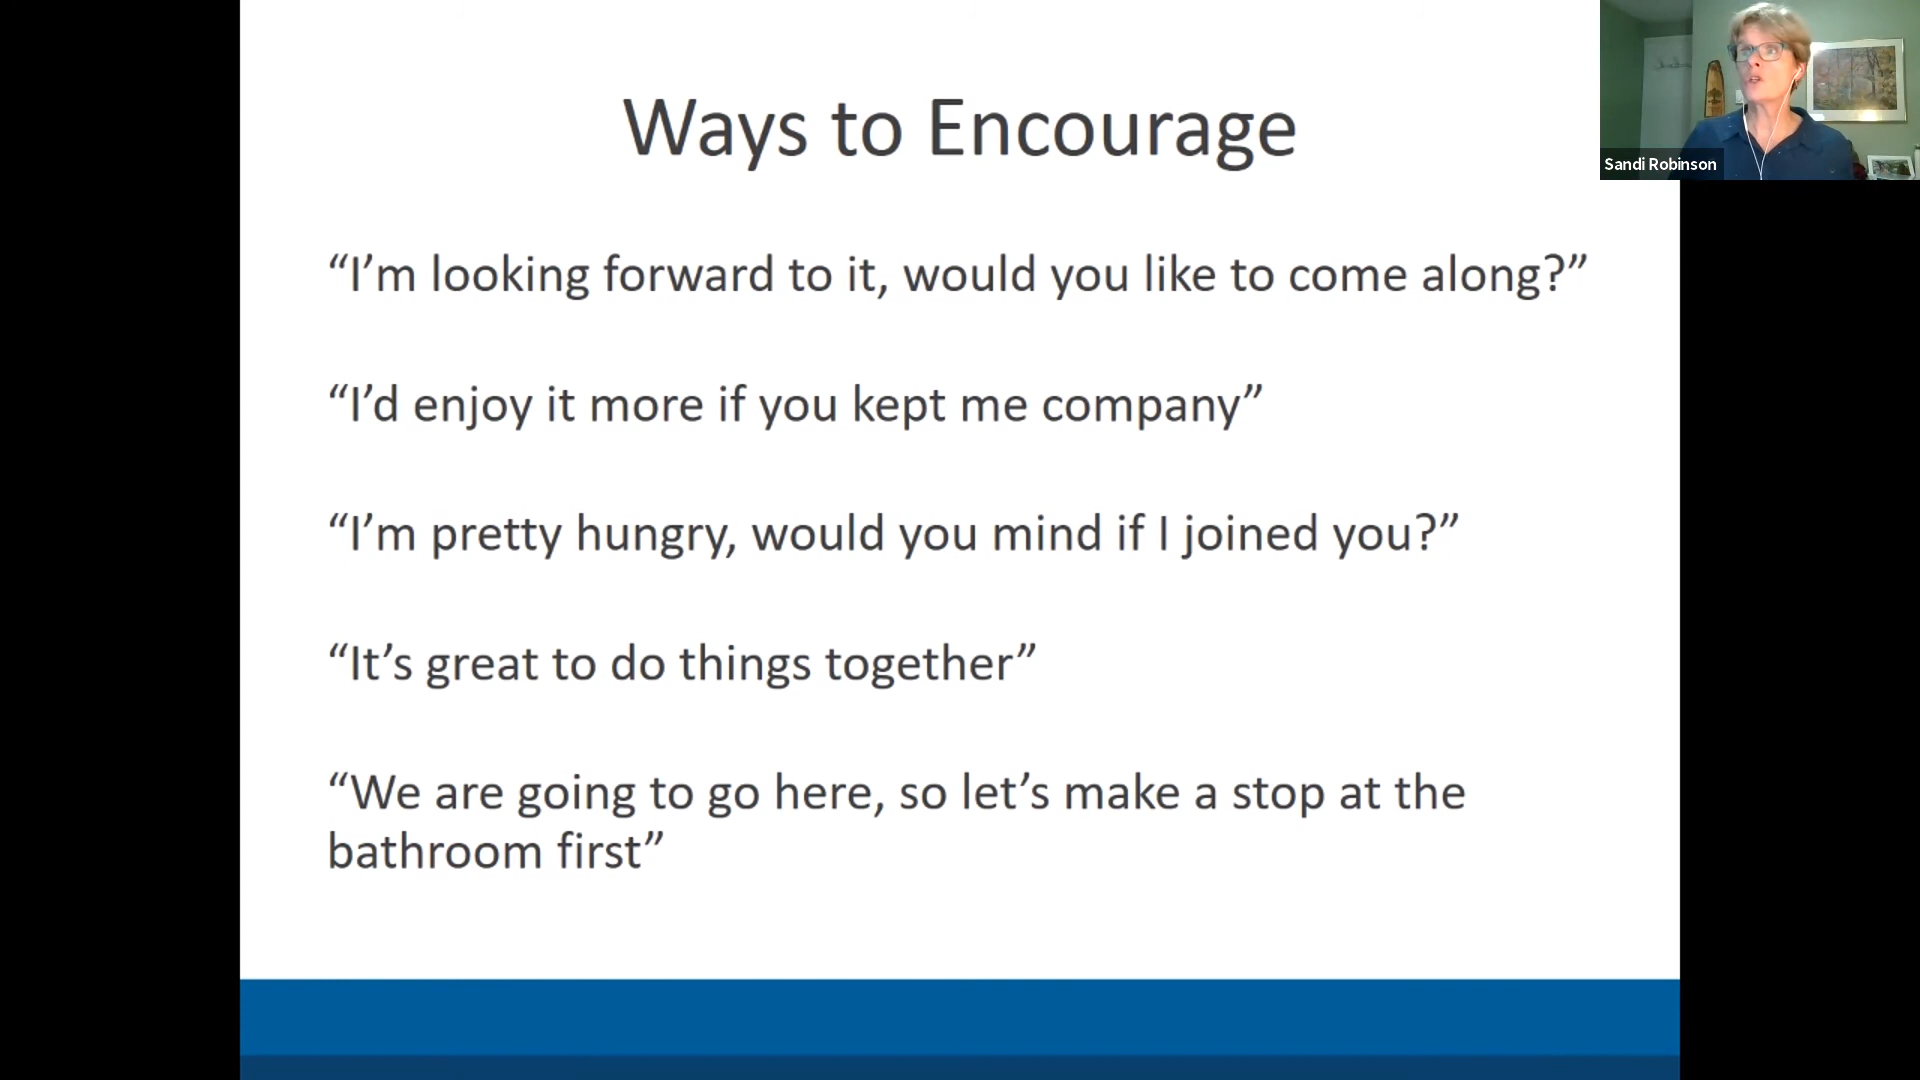 Ways to Encourage
Sandi Robinson
“I’m looking forward to it, would you like to come along?”
“I’d enjoy it more if you kept me company”
“I’m pretty hungry, would you mind if I joined you?”
“It’s great to do things together”
“We are going to go here, so let’s make a stop at the
bathroom first”